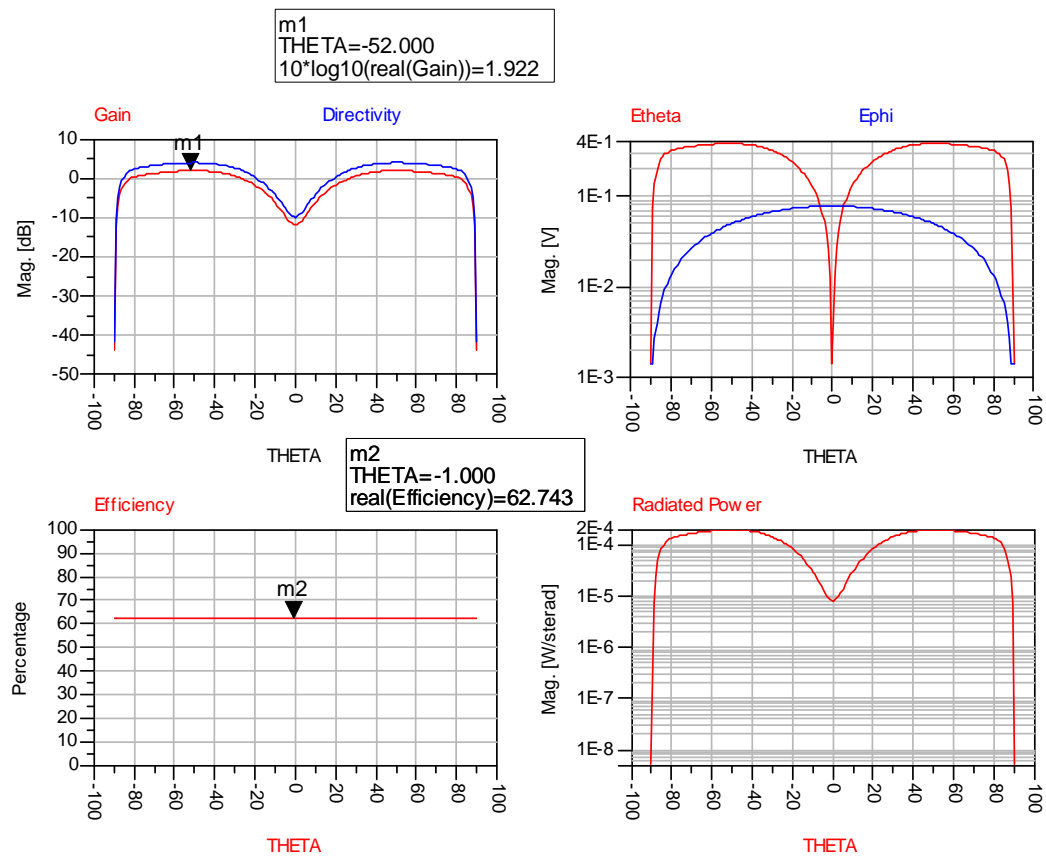 m1
THETA=-52.000
10*log10(real(Gain))=1.922
Gain
Directivity
m1
10
0
-10
-20
-30
-40
-50
Mag. [dB]
-100
-80
-60
-40
-20
0
20
40
60
80
100
THETA
Etheta
Ephi
4E-1
1E-1
1E-2
1E-3
Mag. [V]
-100
-80
-60
-40
-20
0
20
40
60
80
100
THETA
m2
THETA=-1.000
real(Efficiency)=62.743
Efficiency
m2
100
90
80
70
60
50
40
30
20
10
0
Percentage
-100
-80
-60
-40
-20
0
20
40
60
80
100
THETA
Radiated Power
2E-4
1E-4
1E-5
1E-6
1E-7
1E-8
Mag. [W/sterad]
-100
-80
-60
-40
-20
0
20
40
60
80
100
THETA